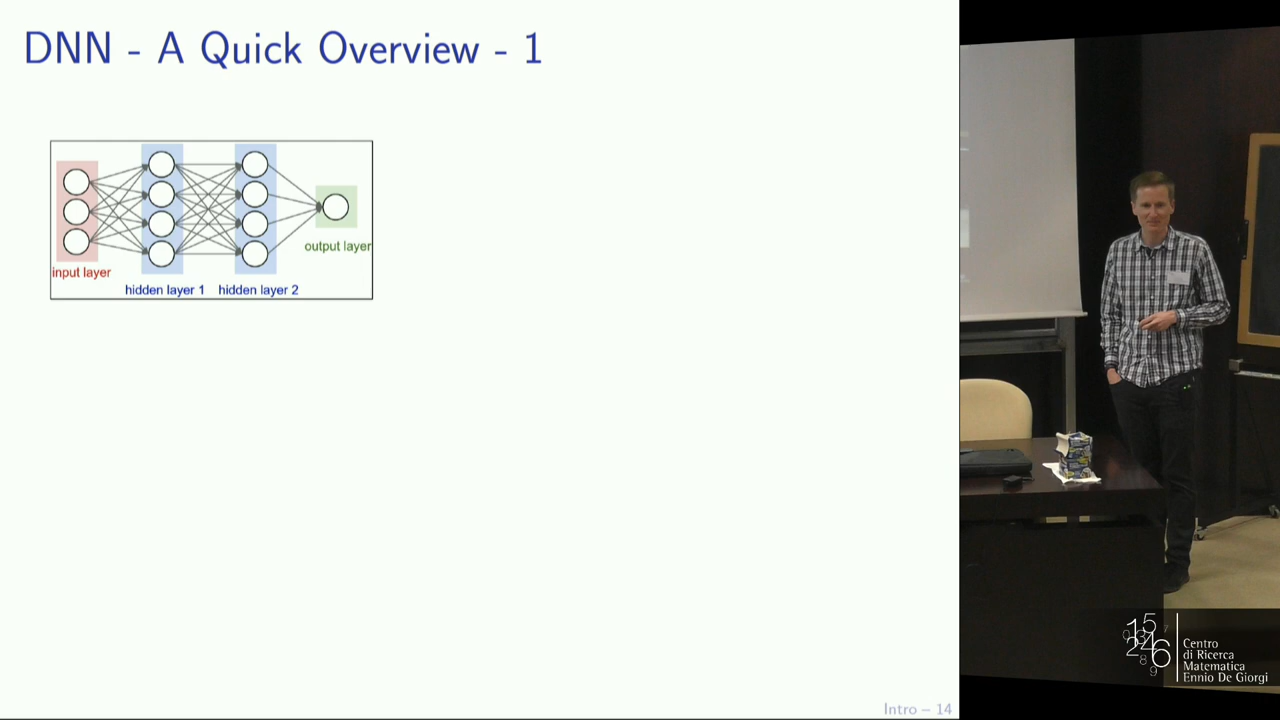 DNN - A Quick Overview - 1
input layer
hidden layer 1
hidden layer 2
output layer
Intro – 14
Centro
di Ricerca
Matematica
Ennio De Giorgi